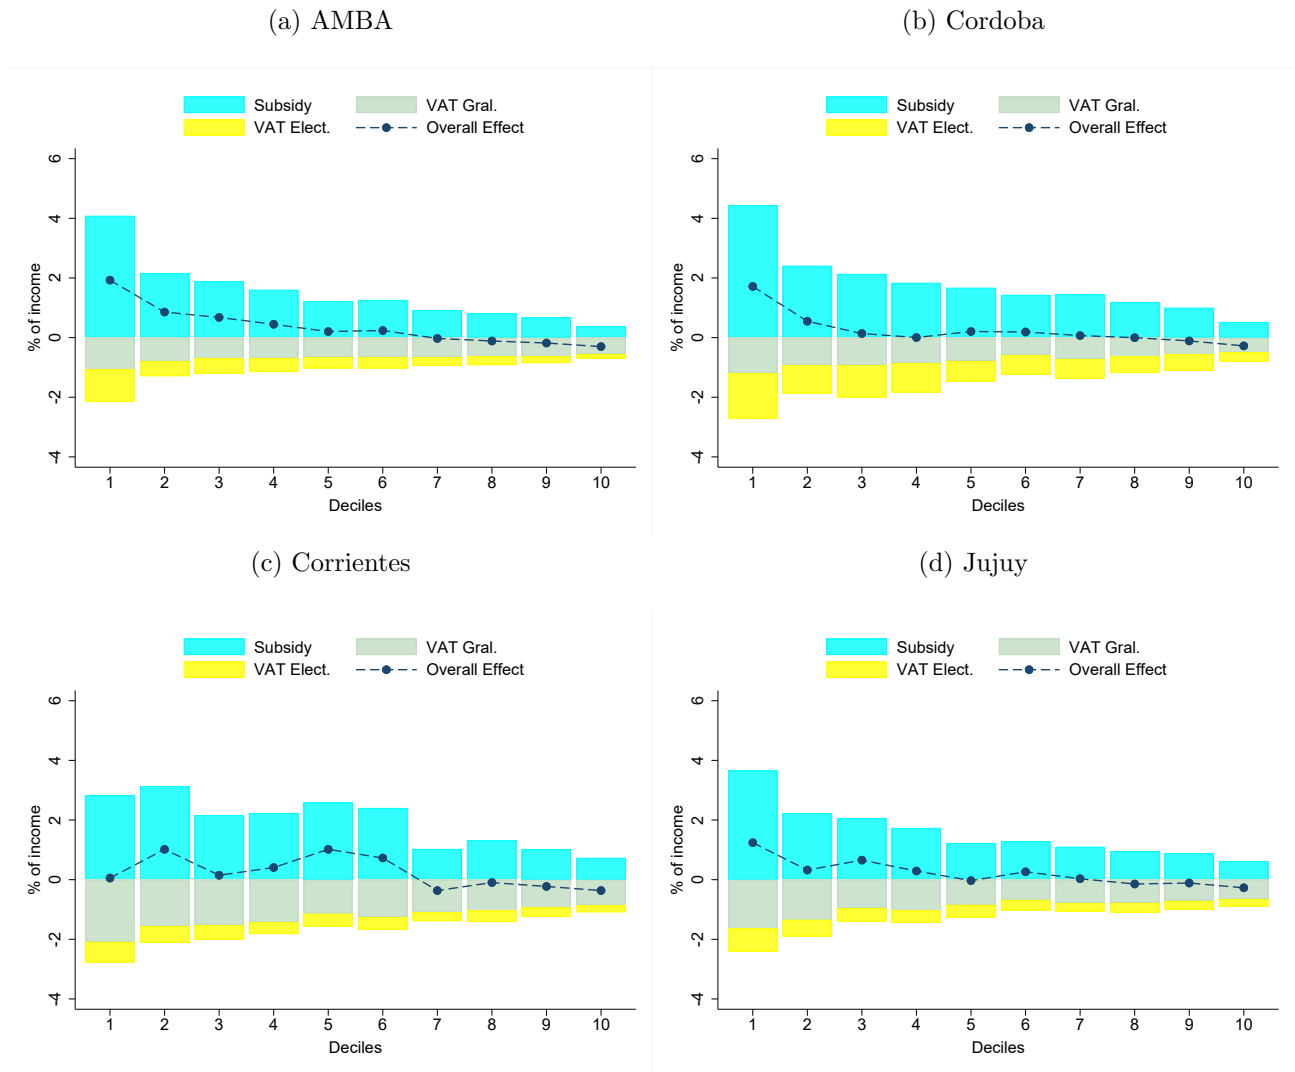 (a) AMBA
Subsidy VAT Gral.
VAT Elect. Overall Effect
6
4
2
0
-2
-4
% of income
1 2 3 4 5 6 7 8 9 10
Deciles
(b) Cordoba
Subsidy VAT Gral.
VAT Elect. Overall Effect
6
4
2
0
-2
-4
% of income
1 2 3 4 5 6 7 8 9 10
Deciles
(c) Corrientes
Subsidy VAT Gral.
VAT Elect. Overall Effect
6
4
2
0
-2
-4
% of income
1 2 3 4 5 6 7 8 9 10
Deciles
(d) Jujuy
Subsidy VAT Gral.
VAT Elect. Overall Effect
6
4
2
0
-2
-4
% of income
1 2 3 4 5 6 7 8 9 10
Deciles